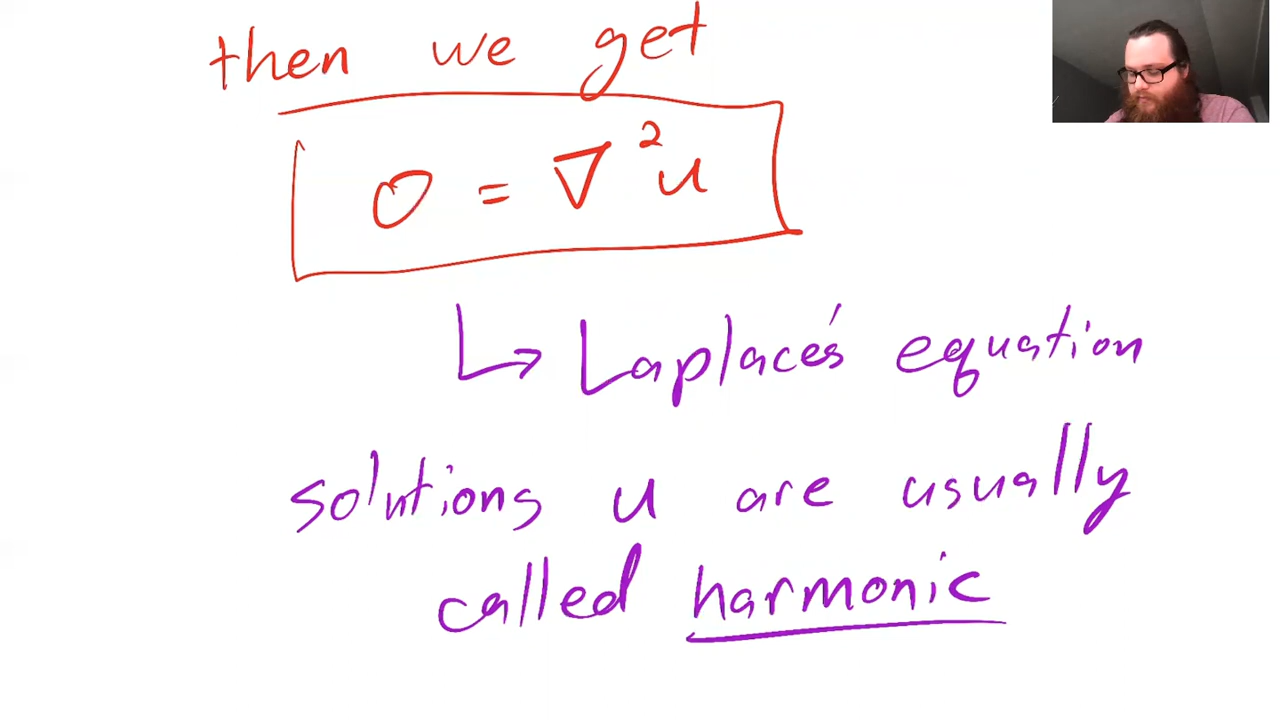 then we get
0 = ∇²u
↳ Laplace's equation
solutions u are usually
called harmonic